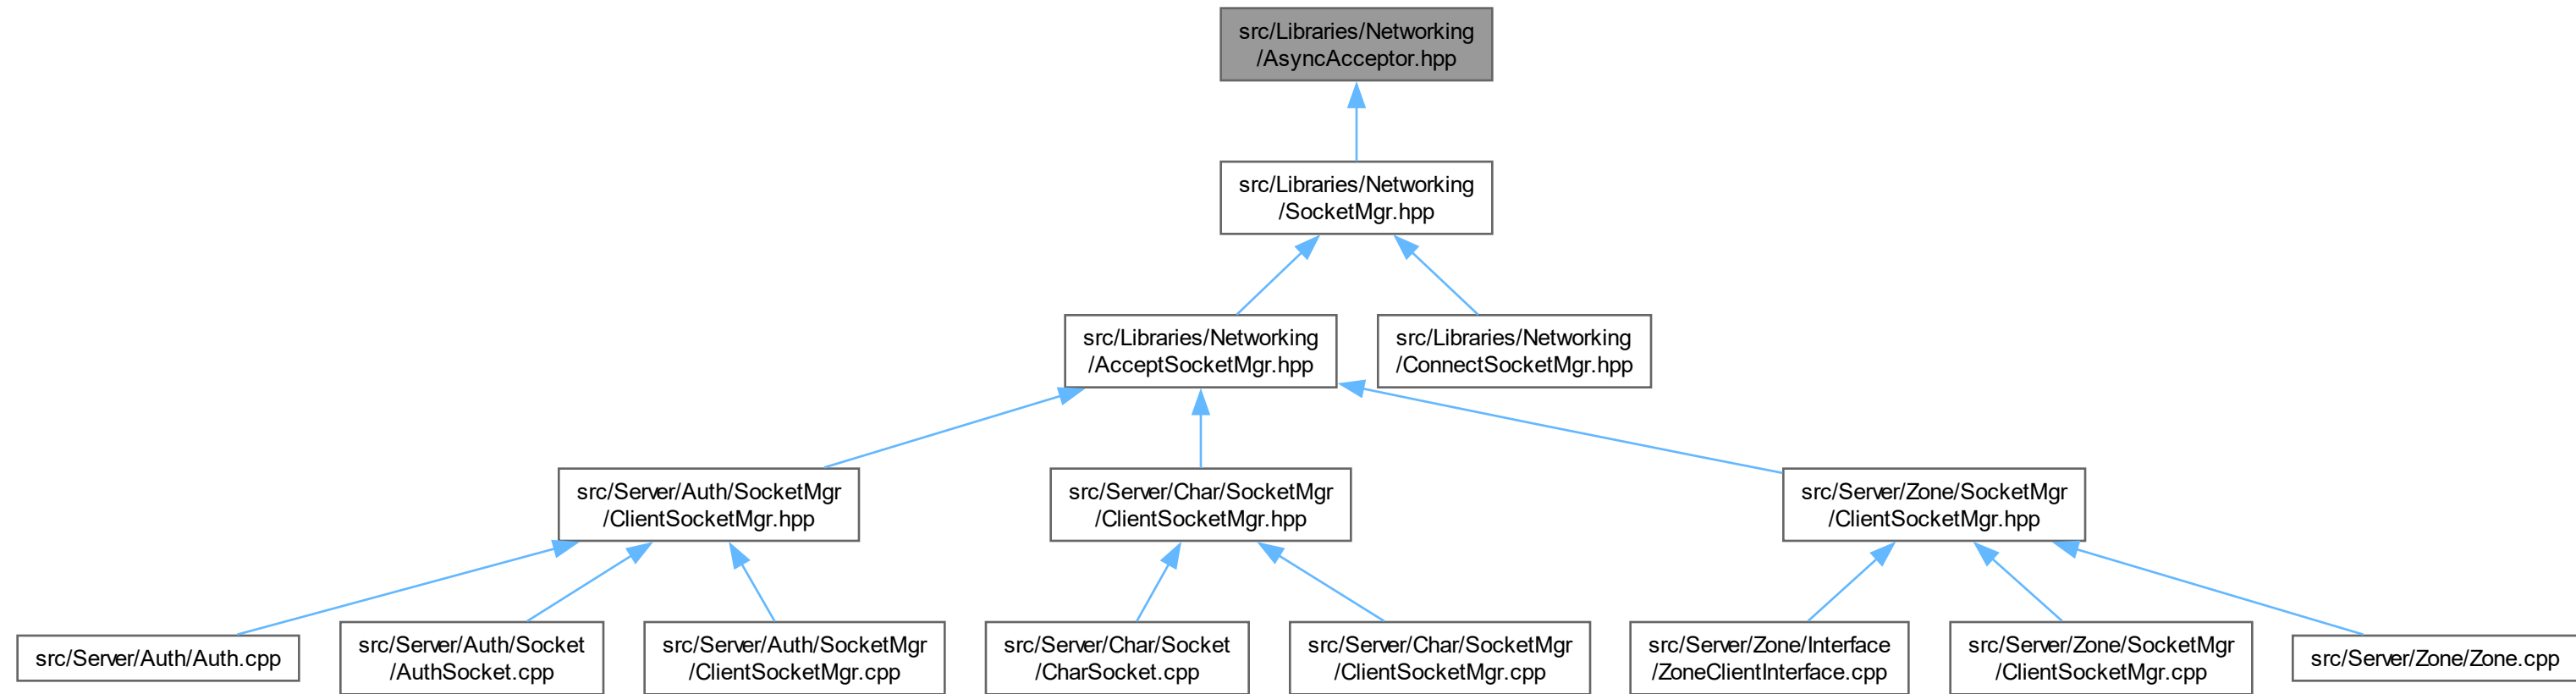 src/Libraries/Networking
/AsyncAcceptor.hpp
src/Libraries/Networking
/SocketMgr.hpp
src/Libraries/Networking
/AcceptSocketMgr.hpp
src/Libraries/Networking
/ConnectSocketMgr.hpp
src/Server/Auth/SocketMgr
/ClientSocketMgr.hpp
src/Server/Char/SocketMgr
/ClientSocketMgr.hpp
src/Server/Zone/SocketMgr
/ClientSocketMgr.hpp
src/Server/Auth/Auth.cpp
src/Server/Auth/Socket
/AuthSocket.cpp
src/Server/Auth/SocketMgr
/ClientSocketMgr.cpp
src/Server/Char/Socket
/CharSocket.cpp
src/Server/Char/SocketMgr
/ClientSocketMgr.cpp
src/Server/Zone/Interface
/ZoneClientInterface.cpp
src/Server/Zone/SocketMgr
/ClientSocketMgr.cpp
src/Server/Zone/Zone.cpp